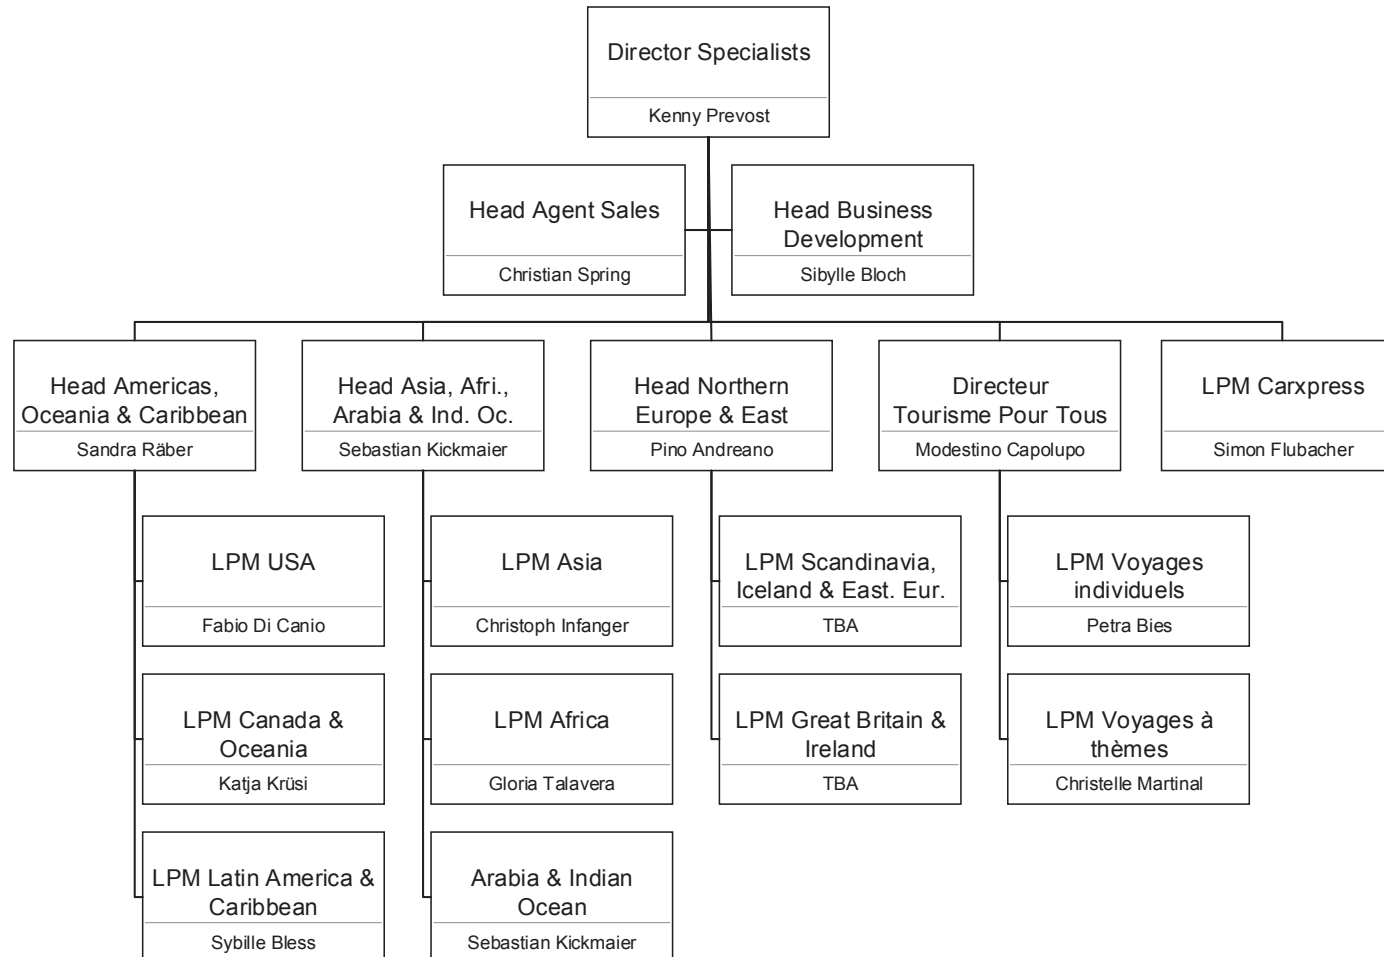 Director Specialists
Kenny Prevost
Head Agent Sales
Christian Spring
Head Business
Development
Sibylle Bloch
Head Americas,
Oceania & Caribbean
Sandra Räber
Head Asia, Afri.,
Arabia & Ind. Oc.
Sebastian Kickmaier
Head Northern
Europe & East
Pino Andreano
Directeur
Tourisme Pour Tous
Modestino Capolupo
LPM Carxpress
Simon Flubacher
LPM USA
Fabio Di Canio
LPM Asia
Christoph Infanger
LPM Scandinavia,
Iceland & East. Eur.
TBA
LPM Voyages
individuels
Petra Bies
LPM Canada &
Oceania
Katja Krüsi
LPM Africa
Gloria Talavera
LPM Great Britain &
Ireland
TBA
LPM Voyages à
thèmes
Christelle Martinal
LPM Latin America &
Caribbean
Sybille Bless
Arabia & Indian
Ocean
Sebastian Kickmaier